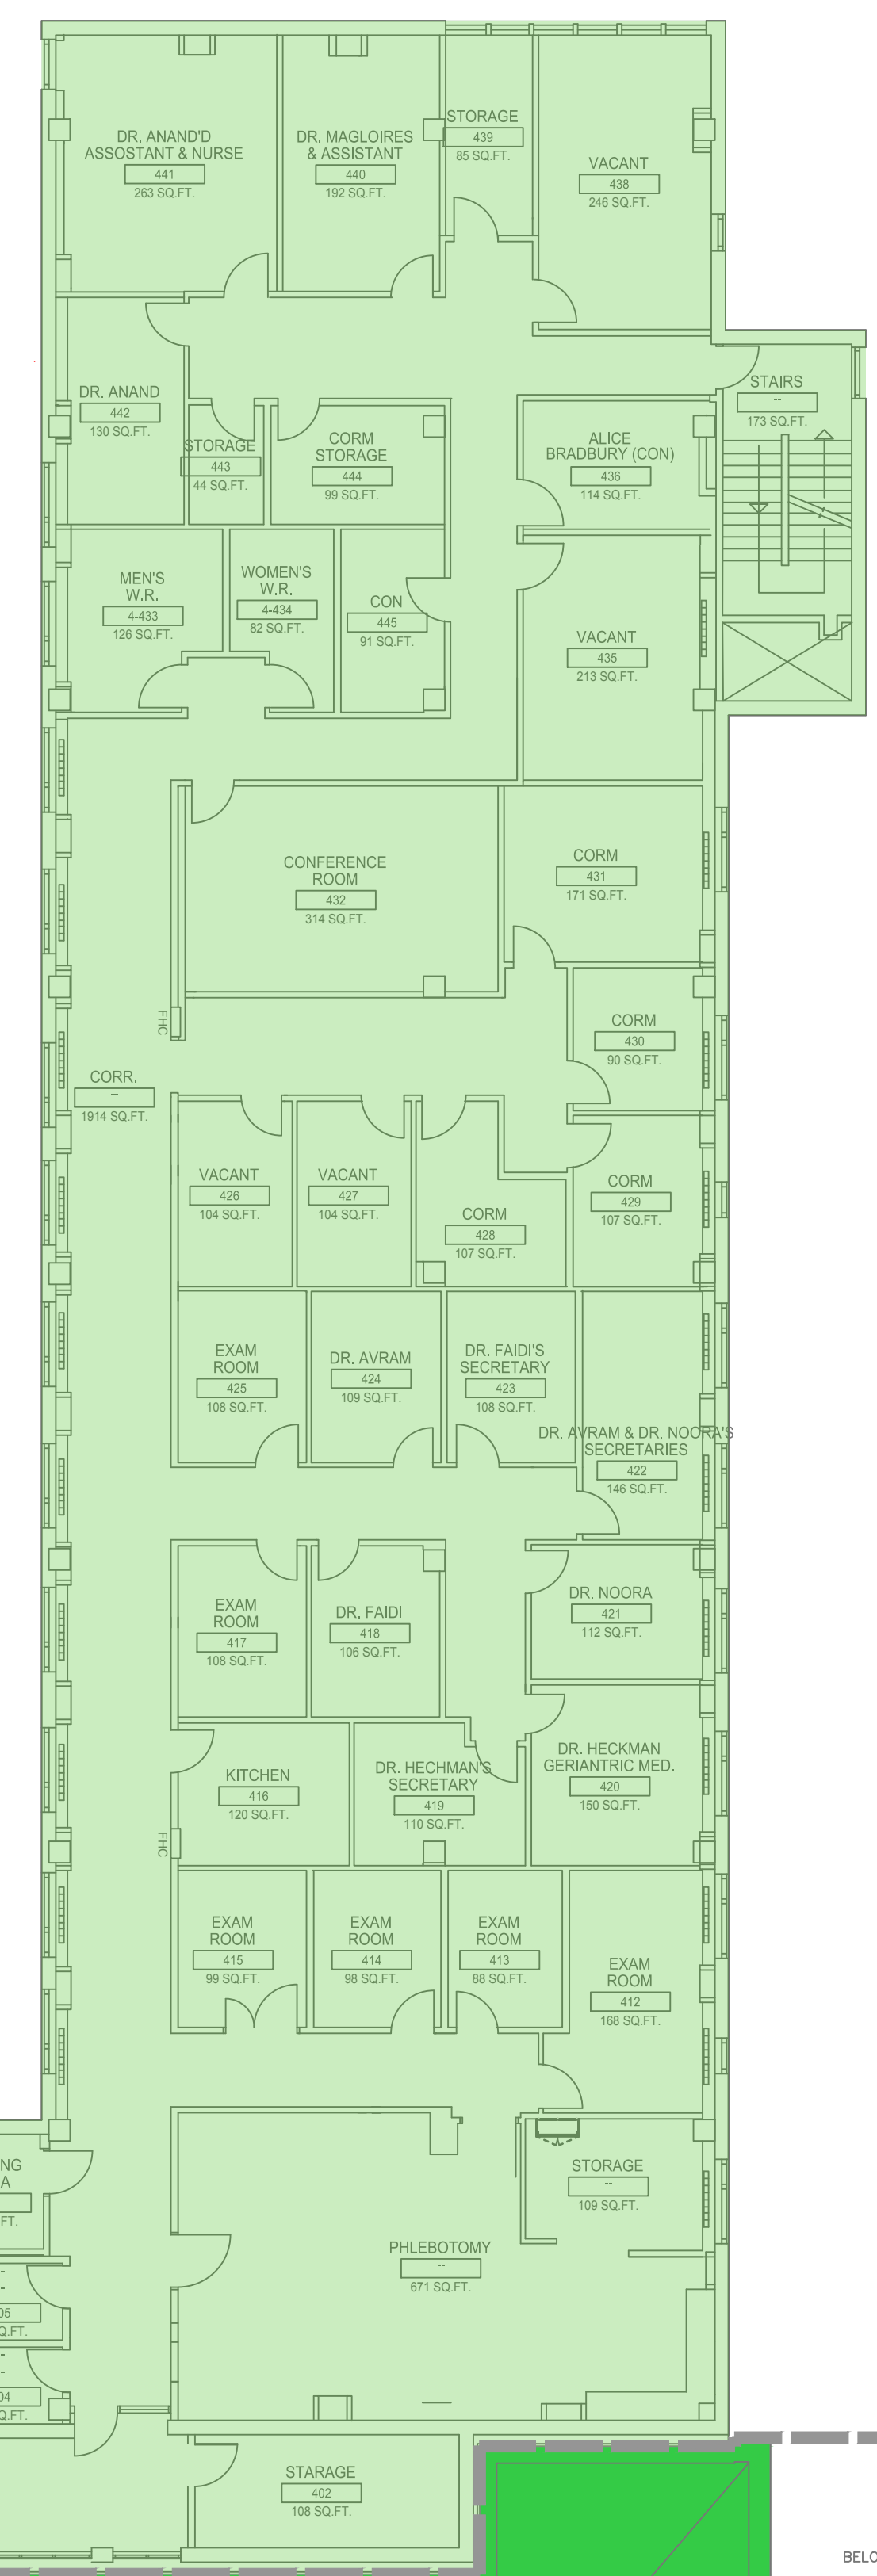 DR. ANAND'D
ASSOSTANT & NURSE
441
263 SQ.FT.
DR. MAGLOIRES
& ASSISTANT
440
192 SQ.FT.
STORAGE
439
85 SQ.FT.
VACANT
438
246 SQ.FT.
STAIRS
--
173 SQ.FT.
DR. ANAND
442
130 SQ.FT.
STORAGE
443
44 SQ.FT.
CORM
STORAGE
444
99 SQ.FT.
ALICE
BRADBURY (CON)
436
114 SQ.FT.
MEN'S
W.R.
4-433
126 SQ.FT.
WOMEN'S
W.R.
4-434
82 SQ.FT.
CON
445
91 SQ.FT.
VACANT
435
213 SQ.FT.
CONFERENCE
ROOM
432
314 SQ.FT.
CORM
431
171 SQ.FT.
FHC
CORM
430
90 SQ.FT.
CORR.
--
1914 SQ.FT.
VACANT
426
104 SQ.FT.
VACANT
427
104 SQ.FT.
CORM
428
107 SQ.FT.
CORM
429
107 SQ.FT.
EXAM
ROOM
425
108 SQ.FT.
DR. AVRAM
424
109 SQ.FT.
DR. FAIDI'S
SECRETARY
423
108 SQ.FT.
DR. AVRAM & DR. NOORA'S
SECRETARIES
422
146 SQ.FT.
EXAM
ROOM
417
108 SQ.FT.
DR. FAIDI
418
106 SQ.FT.
DR. NOORA
421
112 SQ.FT.
KITCHEN
416
120 SQ.FT.
DR. HECHMAN'S
SECRETARY
419
110 SQ.FT.
DR. HECKMAN
GERIANTRIC MED.
420
150 SQ.FT.
FHC
EXAM
ROOM
415
99 SQ.FT.
EXAM
ROOM
414
98 SQ.FT.
EXAM
ROOM
413
88 SQ.FT.
EXAM
ROOM
412
168 SQ.FT.
NG
A
FT.
STORAGE
--
109 SQ.FT.
PHLEBOTOMY
--
671 SQ.FT.
05
Q.FT.
04
Q.FT.
STARAGE
402
108 SQ.FT.
BELO